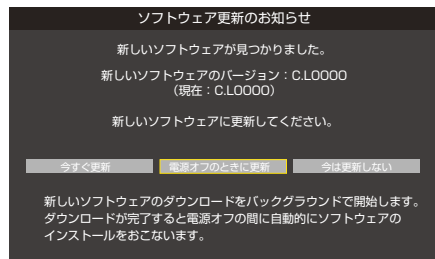 ソフトウェア更新のお知らせ
新しいソフトウェアが見つかりました。
新しいソフトウェアのバージョン：C.L0000
（現在：C.L0000）
新しいソフトウェアに更新してください。
今すぐ更新 電源オフのときに更新 今は更新しない
新しいソフトウェアのダウンロードをバックグラウンドで開始します。
ダウンロードが完了すると電源オフの間に自動的にソフトウェアの
インストールをおこないます。